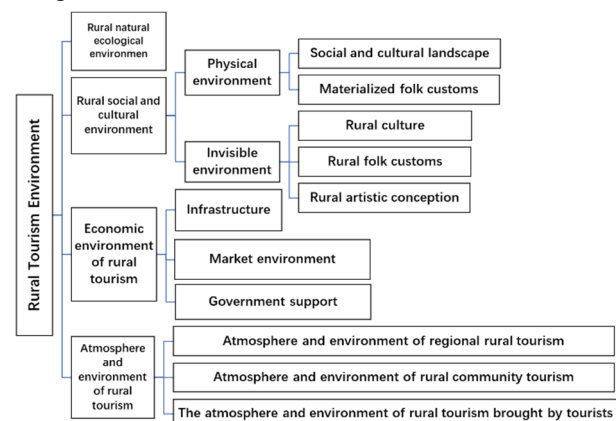 Rural Tourism Environment
Rural natural
ecological
environmen
Rural social and
cultural
environment
Physical
environment
Social and cultural landscape
Materialized folk customs
Invisible
environment
Rural culture
Rural folk customs
Rural artistic conception
Economic
environment
of rural
tourism
Infrastructure
Market environment
Government support
Atmosphere
and
environment
of rural
tourism
Atmosphere and environment of regional rural tourism
Atmosphere and environment of rural community tourism
The atmosphere and environment of rural tourism brought by tourists